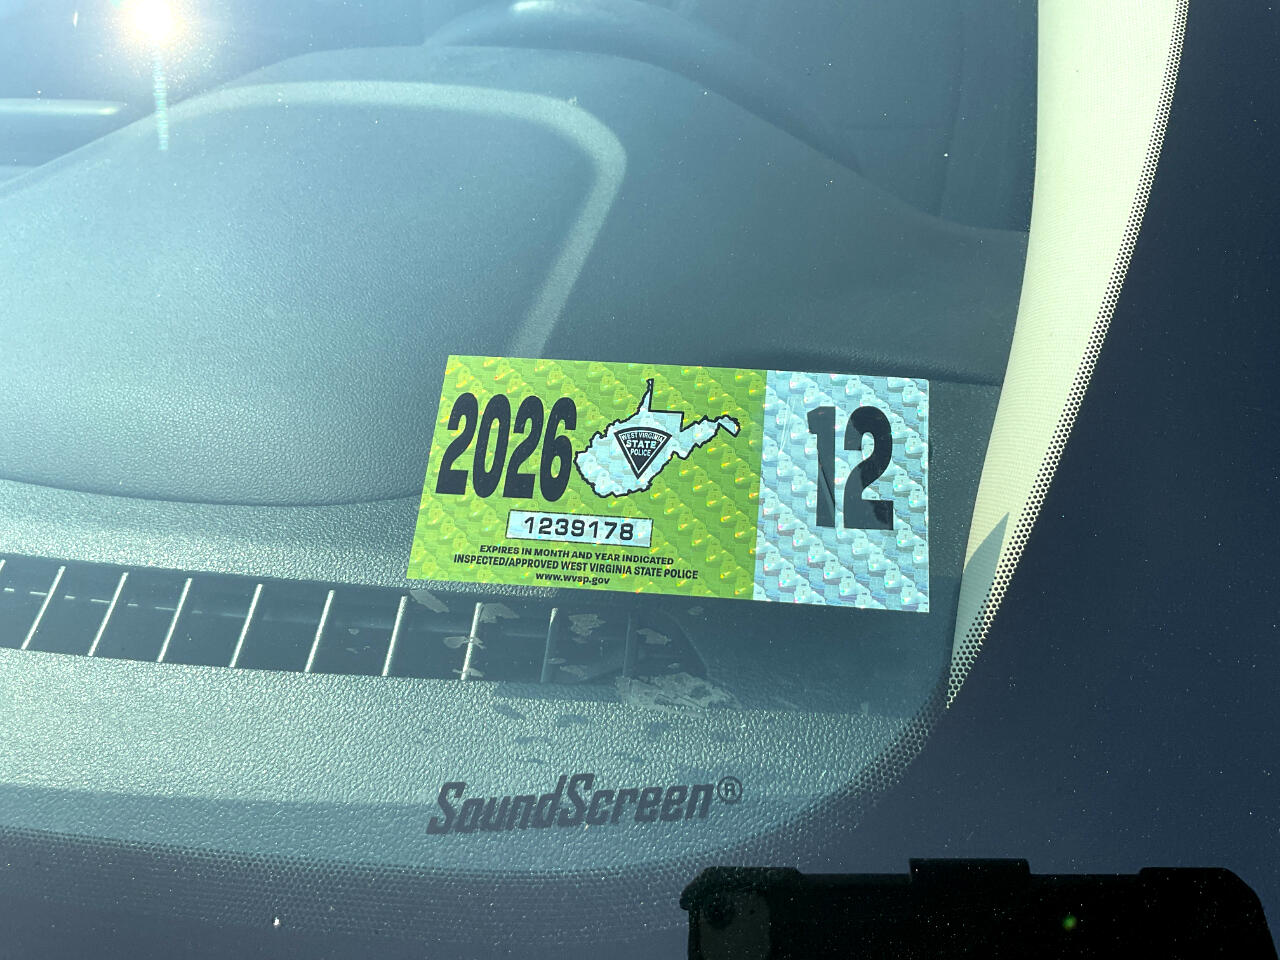 2026
WEST VIRGINIA
STATE
POLICE
12
1239178
EXPIRES IN MONTH AND YEAR INDICATED
INSPECTED/APPROVED WEST VIRGINIA STATE POLICE
www.wvsp.gov
SoundScreen®